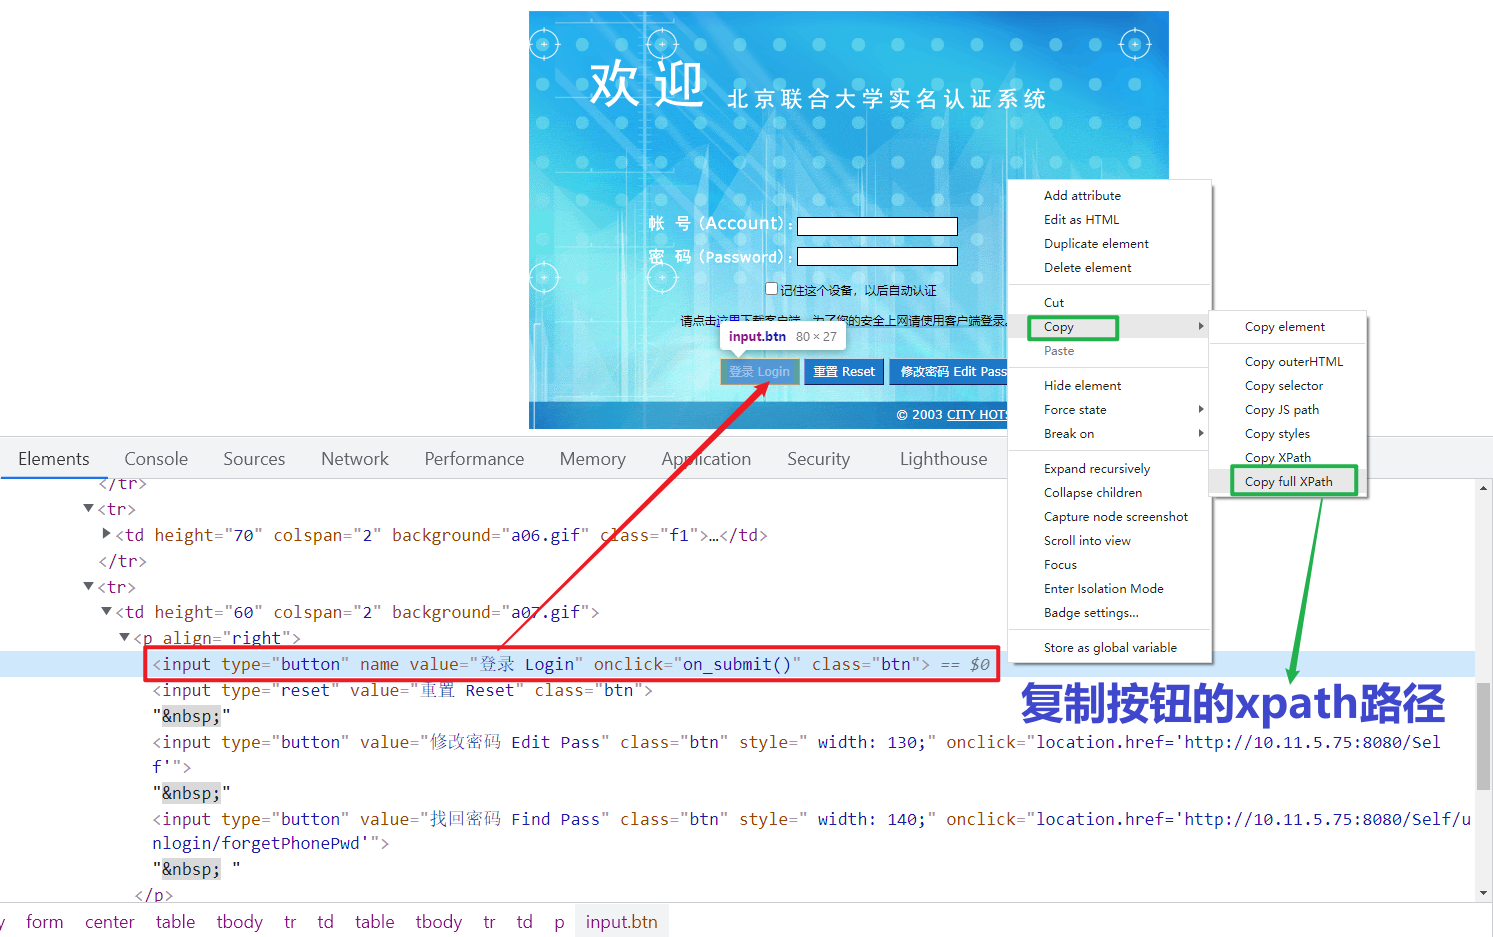 欢迎 北京联合大学实名认证系统
帐 号 (Account)：
密 码 (Password)：
记住这个设备，以后自动认证
请点击这里下载客户端，为了您的安全上网请使用客户端登录。
input.btn 80 × 27
登录 Login 重置 Reset 修改密码 Edit Pass
© 2003 CITY HOTS
Add attribute
Edit as HTML
Duplicate element
Delete element
Cut
Copy
Paste
Hide element
Force state
Break on
Expand recursively
Collapse children
Capture node screenshot
Scroll into view
Focus
Enter Isolation Mode
Badge settings...
Store as global variable
Copy element
Copy outerHTML
Copy selector
Copy JS path
Copy styles
Copy XPath
Copy full XPath
复制按钮的xpath路径
Elements Console Sources Network Performance Memory Application Security Lighthouse
</tr>
<tr>
<td height="70" colspan="2" background="a06.gif" class="f1">…</td>
</tr>
<tr>
<td height="60" colspan="2" background="a07.gif">
<p align="right">
<input type="button" name value="登录 Login" onclick="on_submit()" class="btn"> == $0
<input type="reset" value="重置 Reset" class="btn">
"&nbsp;"
<input type="button" value="修改密码 Edit Pass" class="btn" style=" width: 130;" onclick="location.href='http://10.11.5.75:8080/Sel
f'">
"&nbsp;"
<input type="button" value="找回密码 Find Pass" class="btn" style=" width: 140;" onclick="location.href='http://10.11.5.75:8080/Self/u
nlogin/forgetPhonePwd'">
"&nbsp; "
</p>
y form center table tbody tr td table tbody tr td p input.btn